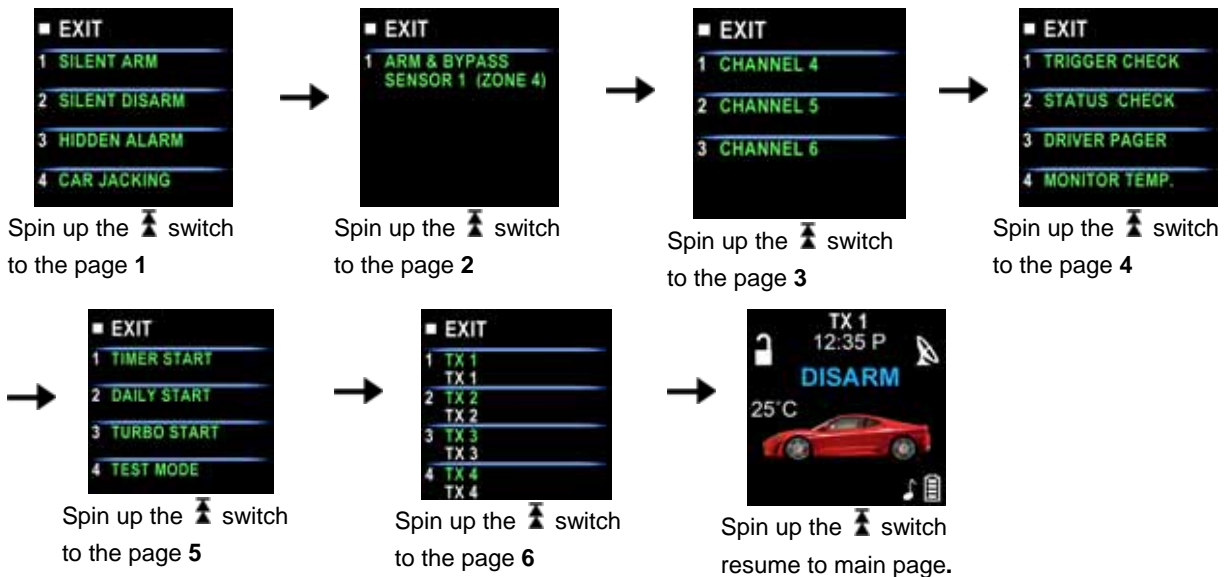 EXIT
1 SILENT ARM
2 SILENT DISARM
3 HIDDEN ALARM
4 CAR JACKING
Spin up the switch
to the page 1
EXIT
1 ARM & BYPASS
SENSOR 1 (ZONE 4)
Spin up the switch
to the page 2
EXIT
1 CHANNEL 4
2 CHANNEL 5
3 CHANNEL 6
Spin up the switch
to the page 3
EXIT
1 TRIGGER CHECK
2 STATUS CHECK
3 DRIVER PAGER
4 MONITOR TEMP.
Spin up the switch
to the page 4
EXIT
1 TIMER START
2 DAILY START
3 TURBO START
4 TEST MODE
Spin up the switch
to the page 5
EXIT
1 TX 1
TX 1
2 TX 2
TX 2
3 TX 3
TX 3
4 TX 4
TX 4
Spin up the switch
to the page 6
TX 1
12:35 P
DISARM
25°C
Spin up the switch
resume to main page.